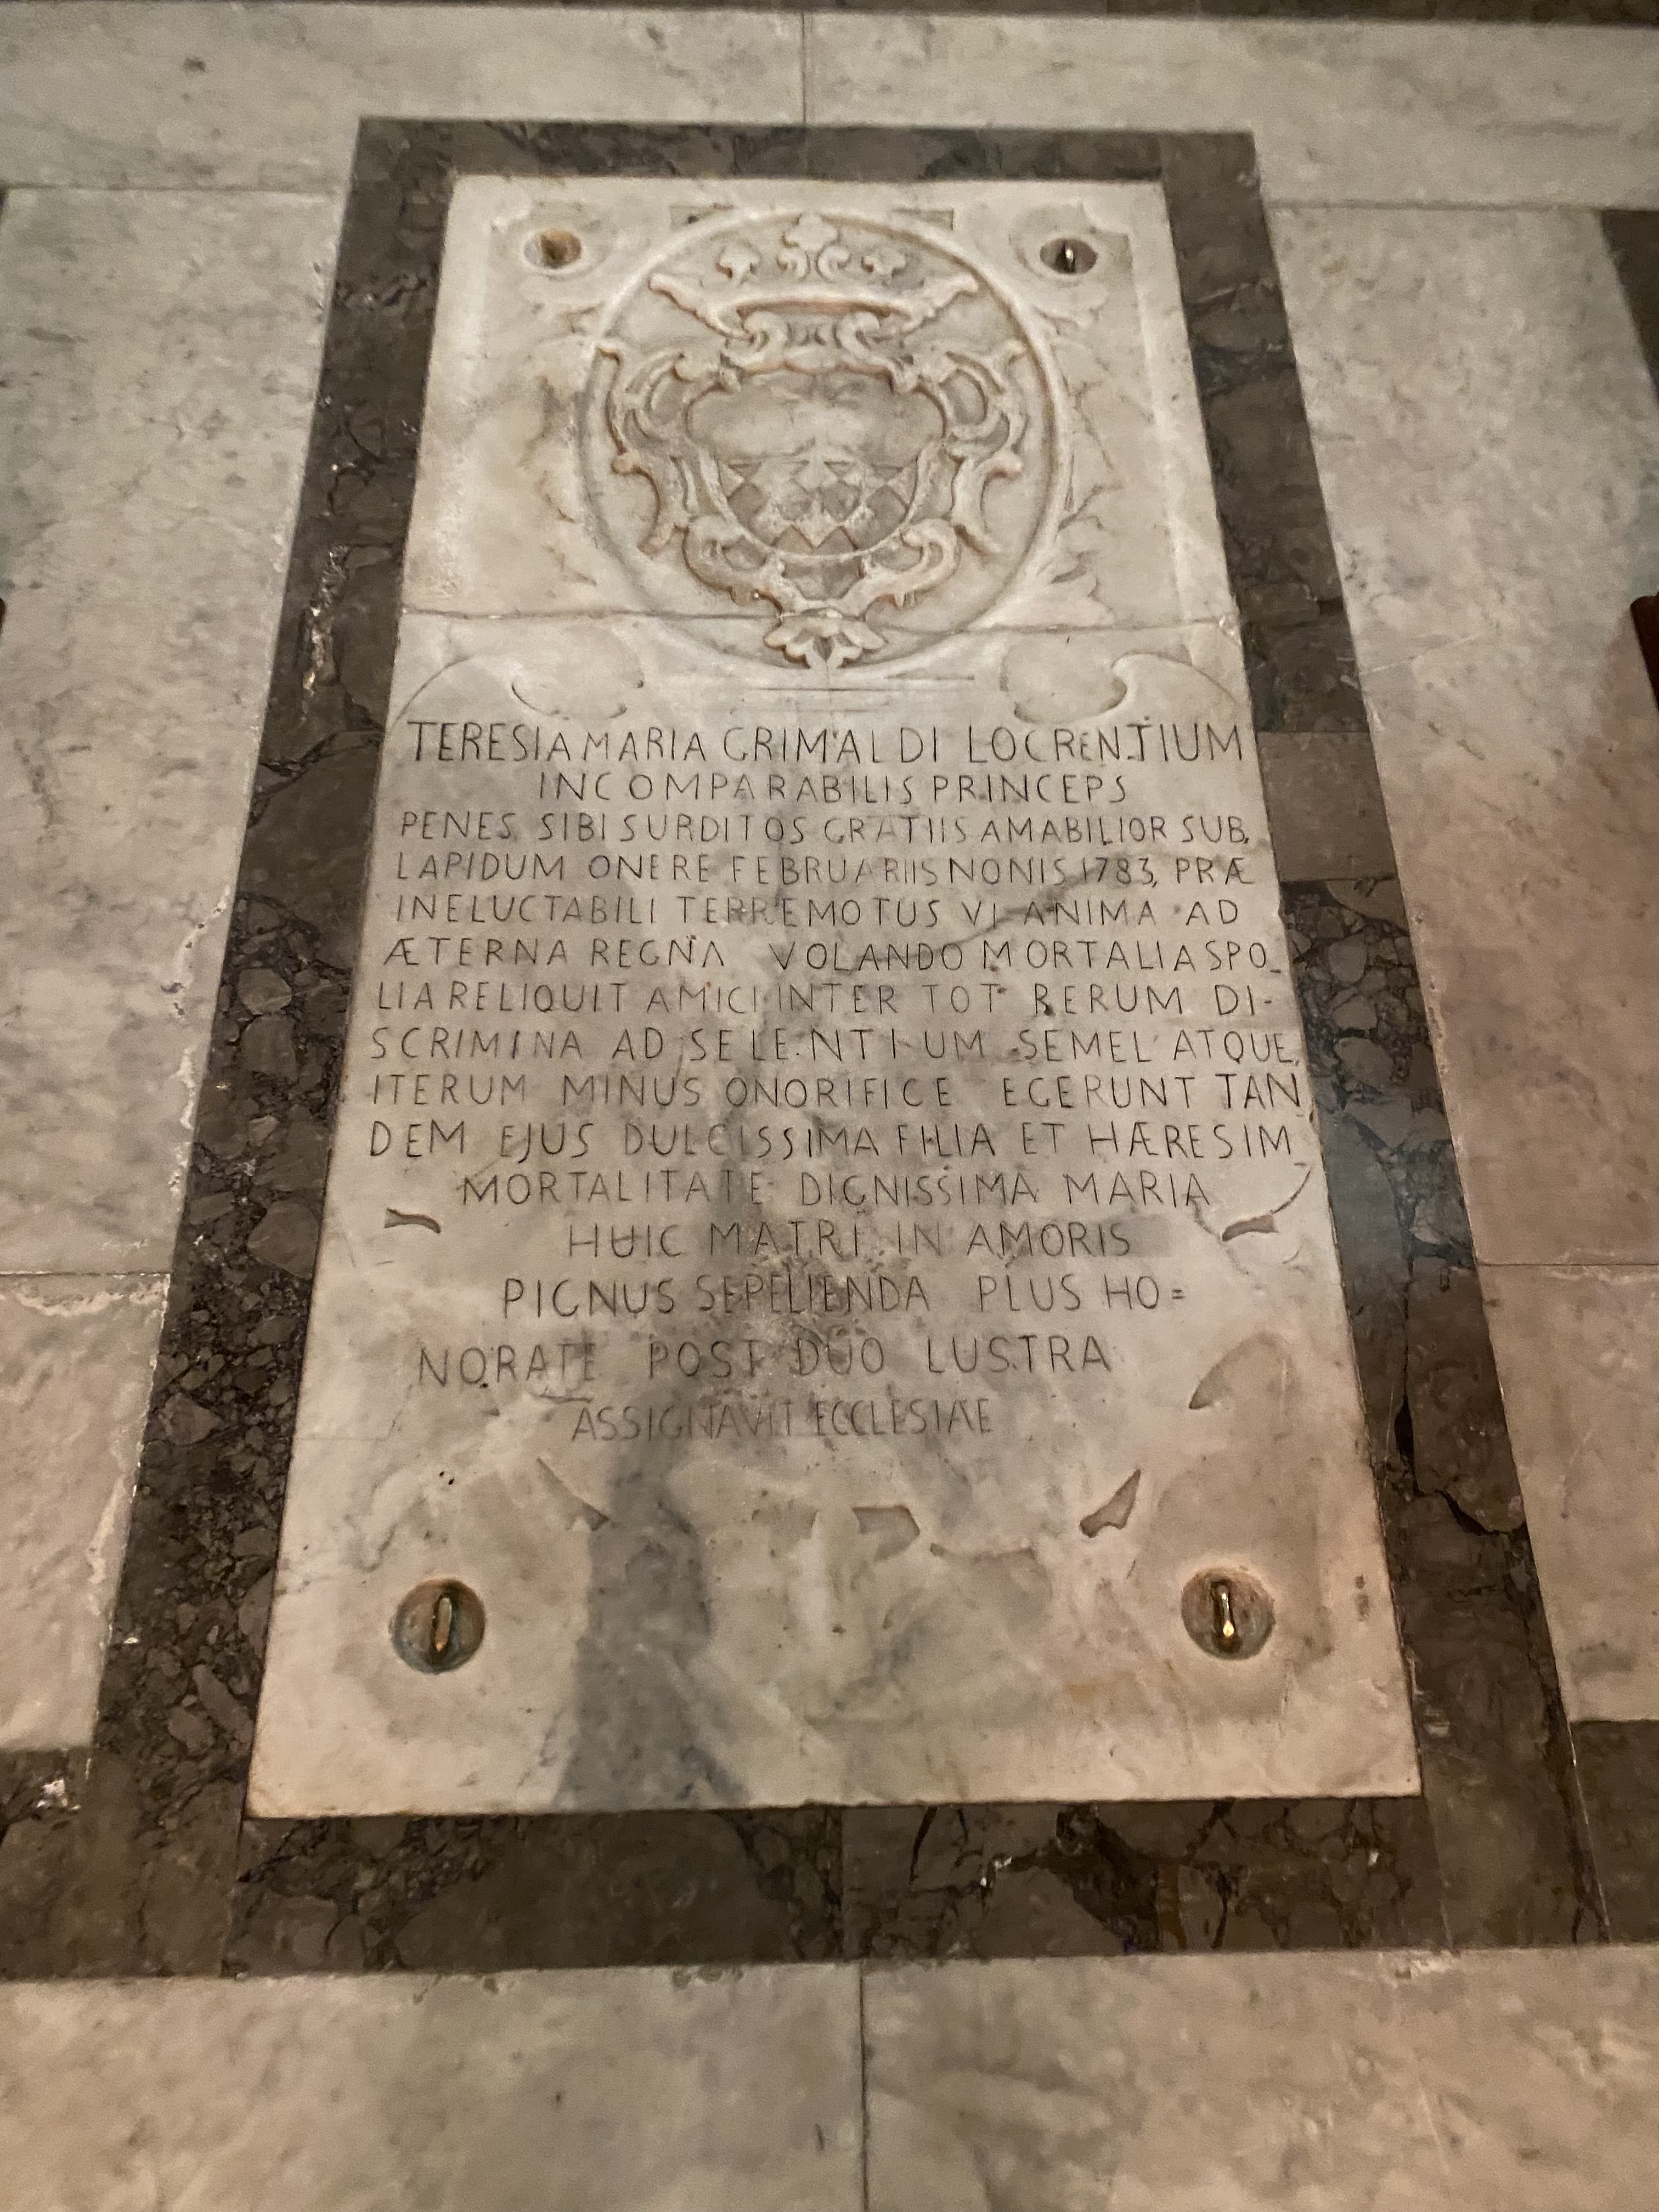 TERESIA MARIA GRIMALDI LOCRENTIUM
INCOMPARABILIS PRINCEPS
PENES SIBI SURDITOS GRATIIS AMABILIOR SUB,
LAPIDUM ONERE FEBRUARIIS NONIS 1783, PRÆ
INELUCTABILI TERREMOTUS VI ANIMA AD
ÆTERNA REGNA VOLANDO MORTALIA SPO_
LIA RELIQUIT AMICI INTER TOT RERUM DI-
SCRIMINA AD SELENTIUM SEMEL ATQUE,
ITERUM MINUS ONORIFICE EGERUNT TAN
DEM EJUS DULCISSIMA FILIA ET HÆRES IM_
MORTALITATE DIGNISSIMA MARIA
HUIC MATRI IN AMORIS
PIGNUS SEPELIENDA PLUS HO=
NORATE POST DUO LUSTRA
ASSIGNAVIT ECCLESIAE